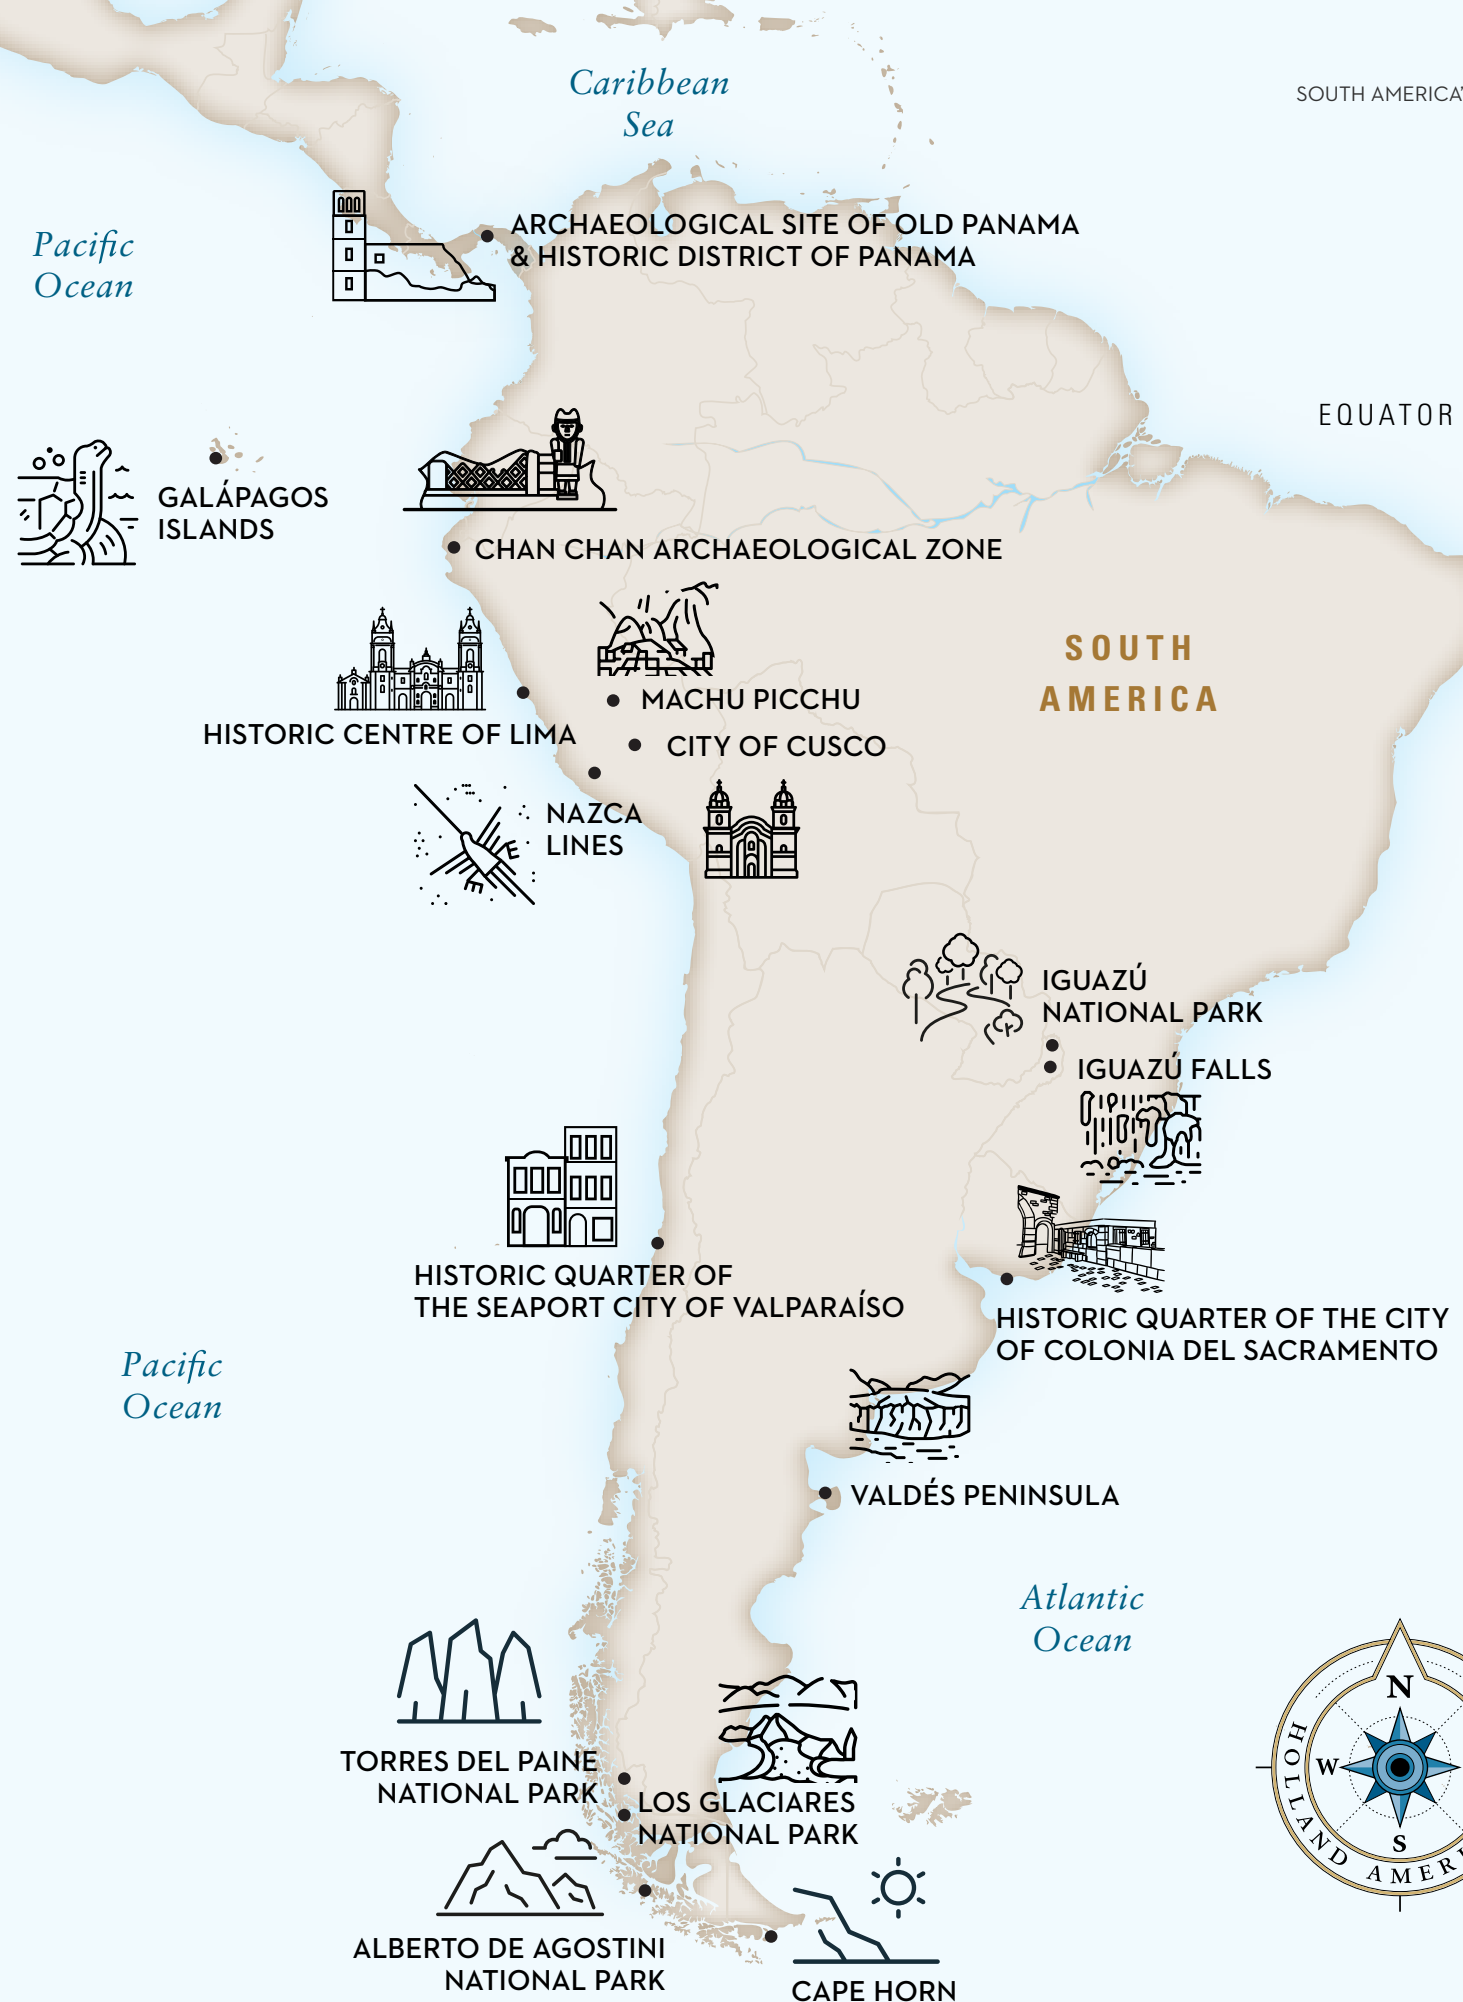 Caribbean
Sea
SOUTH AMERICA'
Pacific
Ocean
ARCHAEOLOGICAL SITE OF OLD PANAMA
& HISTORIC DISTRICT OF PANAMA
EQUATOR
GALÁPAGOS
ISLANDS
CHAN CHAN ARCHAEOLOGICAL ZONE
SOUTH
AMERICA
MACHU PICCHU
HISTORIC CENTRE OF LIMA
CITY OF CUSCO
NAZCA
LINES
IGUAZÚ
NATIONAL PARK
IGUAZÚ FALLS
HISTORIC QUARTER OF
THE SEAPORT CITY OF VALPARAÍSO
HISTORIC QUARTER OF THE CITY
OF COLONIA DEL SACRAMENTO
Pacific
Ocean
VALDÉS PENINSULA
Atlantic
Ocean
N
W
S
HOLLAND AMERI
TORRES DEL PAINE
NATIONAL PARK
LOS GLACIARES
NATIONAL PARK
ALBERTO DE AGOSTINI
NATIONAL PARK
CAPE HORN